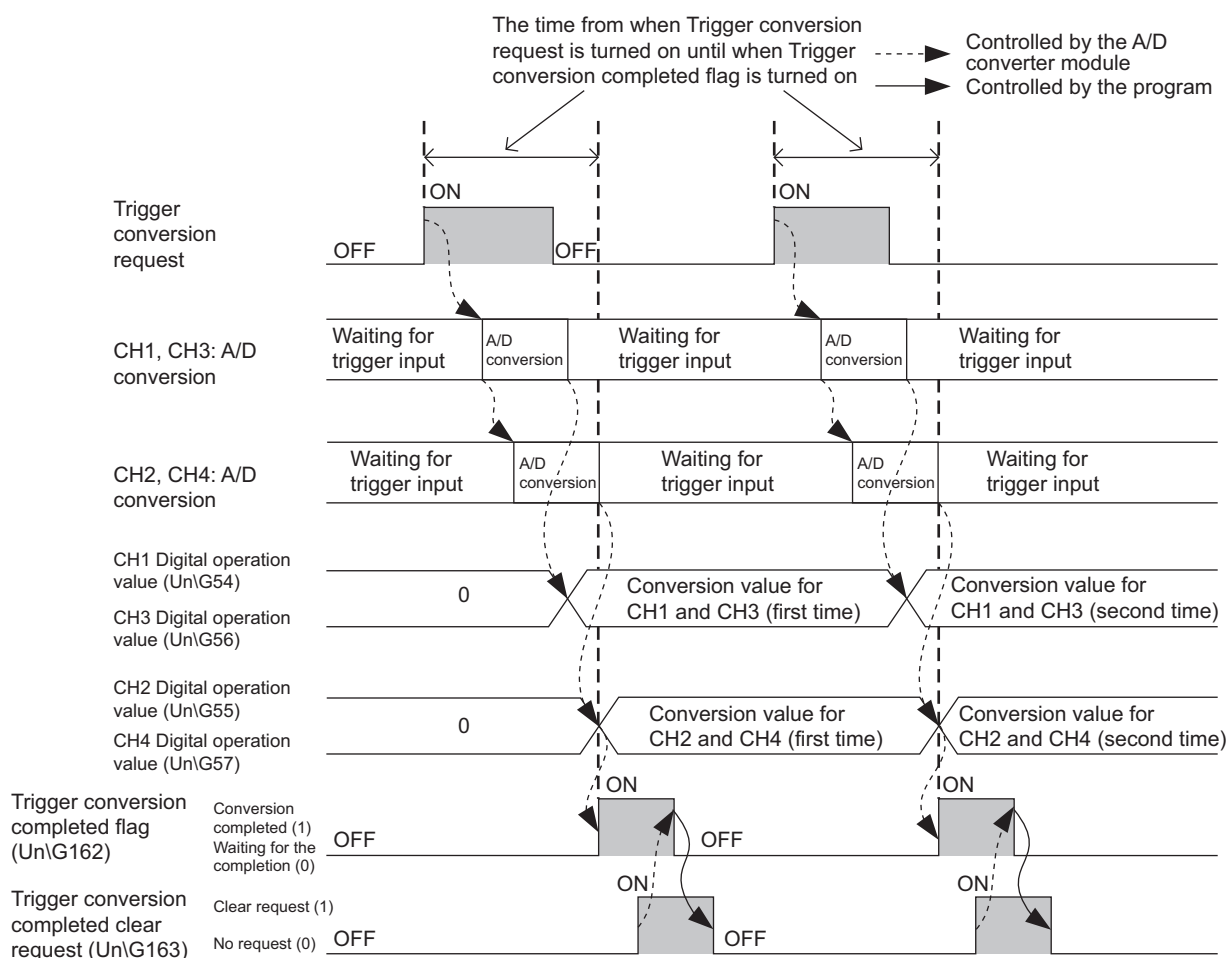 The time from when Trigger conversion
request is turned on until when Trigger
conversion completed flag is turned on
Controlled by the A/D
converter module
Controlled by the program
Trigger
conversion
request
OFF
ON
OFF
ON
CH1, CH3: A/D
conversion
Waiting for
trigger input
A/D
conversion
Waiting for
trigger input
A/D
conversion
Waiting for
trigger input
CH2, CH4: A/D
conversion
Waiting for
trigger input
A/D
conversion
Waiting for
trigger input
A/D
conversion
Waiting for
trigger input
CH1 Digital operation
value (Un\G54)
CH3 Digital operation
value (Un\G56)
0
Conversion value for
CH1 and CH3 (first time)
Conversion value for
CH1 and CH3 (second time)
CH2 Digital operation
value (Un\G55)
CH4 Digital operation
value (Un\G57)
0
Conversion value for
CH2 and CH4 (first time)
Conversion value for
CH2 and CH4 (second time)
Trigger conversion
completed flag
(Un\G162)
Conversion
completed (1)
Waiting for the
completion (0)
OFF
ON
OFF
ON
Trigger conversion
completed clear
request (Un\G163)
Clear request (1)
No request (0)
OFF
ON
OFF
ON